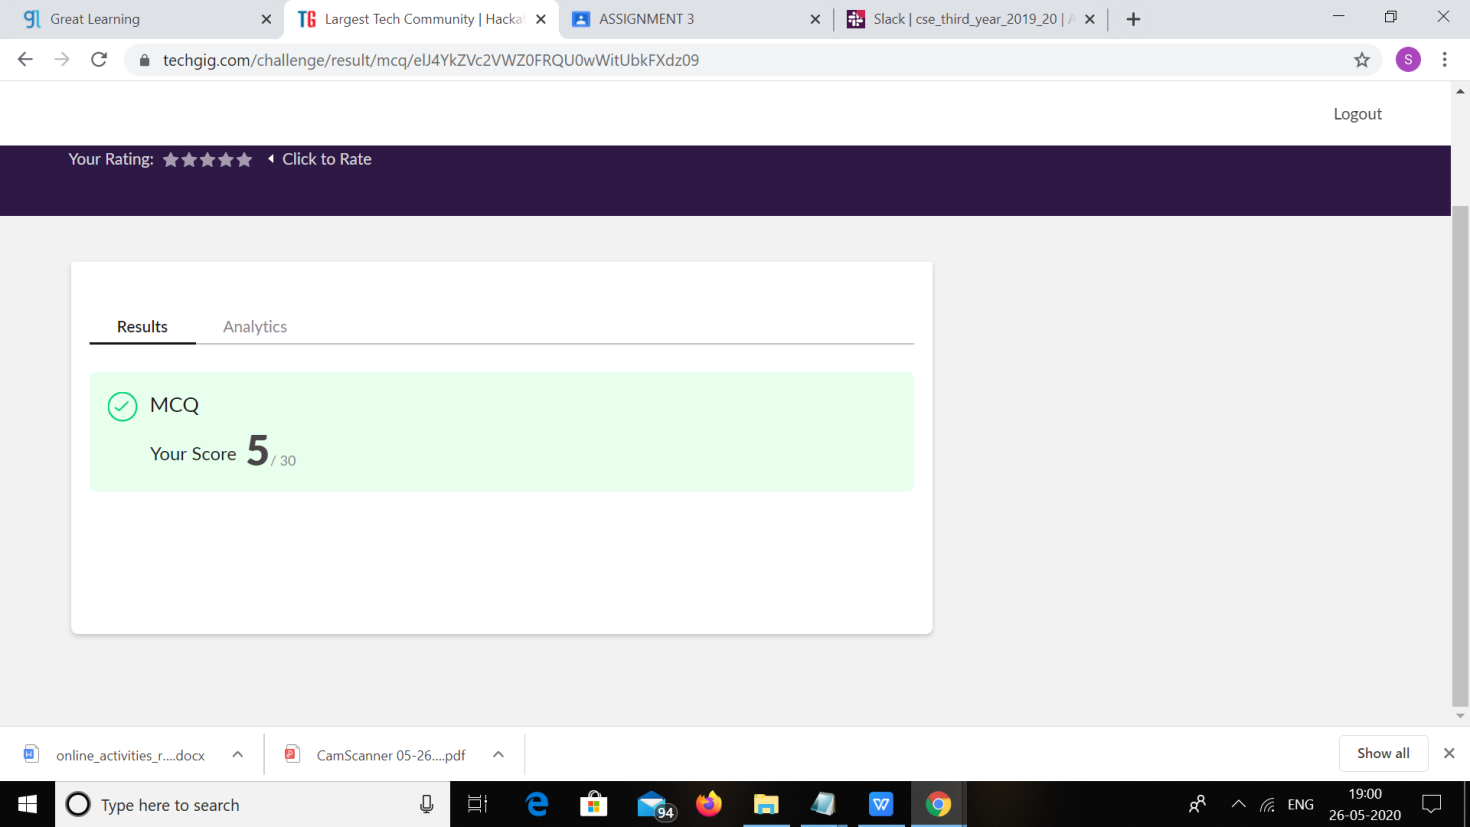 Great Learning
TG Largest Tech Community | Hacka
ASSIGNMENT 3
Slack | cse_third_year_2019_20 | A
techgig.com/challenge/result/mcq/elJ4YkZVc2VWZ0FRQU0wWitUbkFXdz09
S
Logout
Your Rating: Click to Rate
Results Analytics
MCQ
Your Score 5 / 30
online_activities_r....docx
CamScanner 05-26....pdf
Show all
Type here to search
94
ENG
19:00
26-05-2020